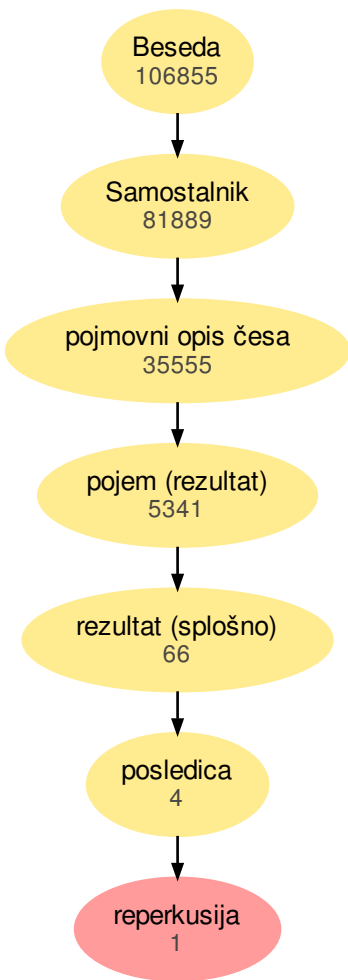 Beseda
106855
Samostalnik
81889
pojmovni opis česa
35555
pojem (rezultat)
5341
rezultat (splošno)
66
posledica
4
reperkusija
1